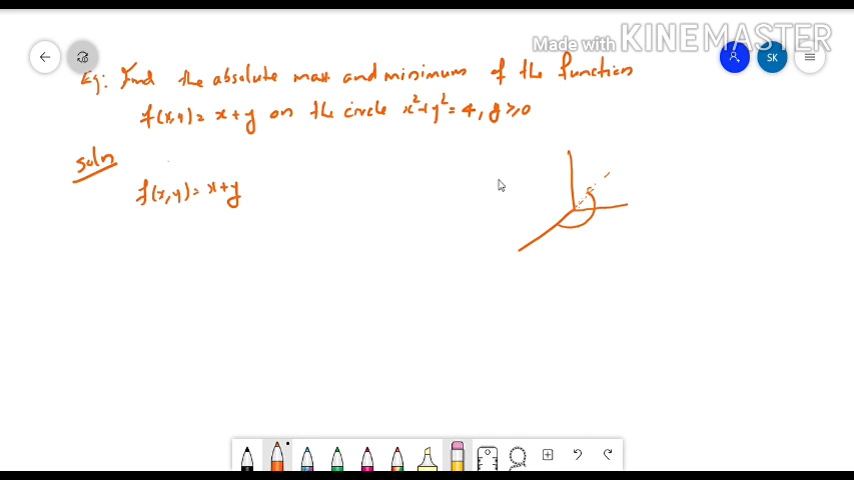 Made with KINEMASTER
SK
Eg: Find the absolute max and minimum of the function
f(x,y) = x+y on the circle x²+y² = 4, y ≥ 0
soln
f(x,y) = x+y